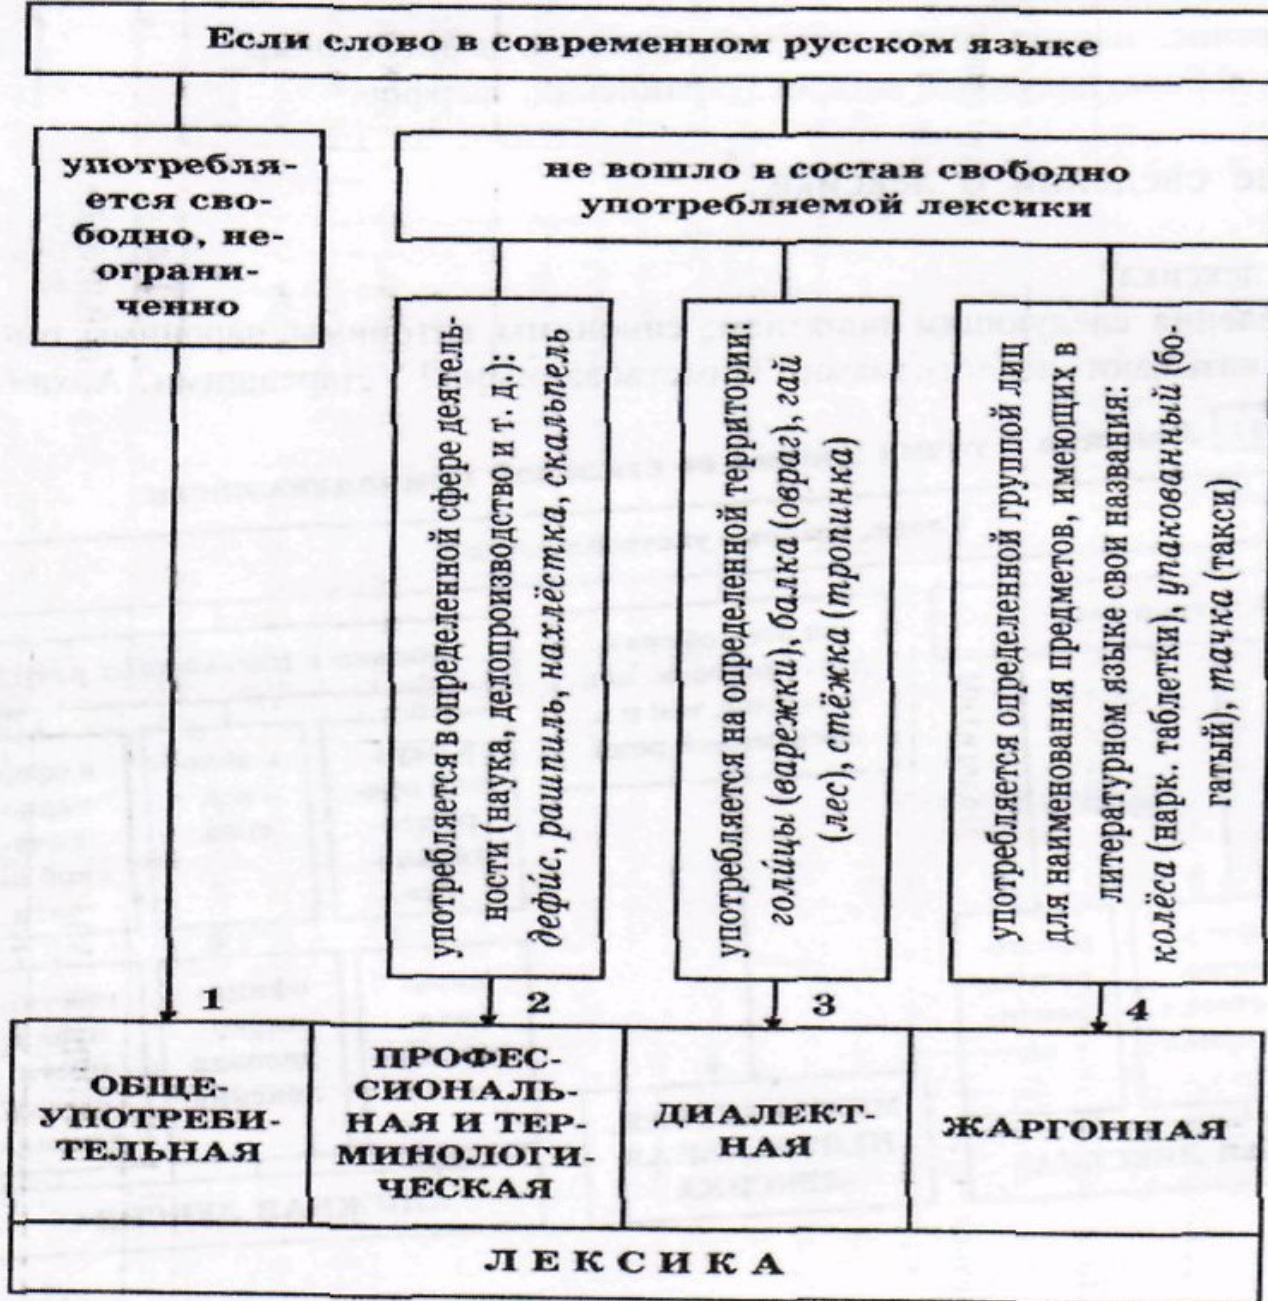 Если слово в современном русском языке
употребля-
ется сво-
бодно, не-
ограни-
ченно
не вошло в состав свободно
употребляемой лексики
употребляется в определенной сфере деятель-
ности (наука, делопроизводство и т. д.):
дефи́с, рашпиль, нахлёстка, скальпель
употребляется на определенной территории:
голи́цы (варежки), балка (овраг), гай
(лес), стёжка (тропинка)
употребляется определенной группой лиц
для наименования предметов, имеющих в
литературном языке свои названия:
колёса (нарк. таблетки), упакованный (бо-
гатый), тачка (такси)
1
2
3
4
ОБЩЕ-
УПОТРЕБИ-
ТЕЛЬНАЯ
ПРОФЕС-
СИОНАЛЬ-
НАЯ И ТЕР-
МИНОЛОГИ-
ЧЕСКАЯ
ДИАЛЕКТ-
НАЯ
ЖАРГОННАЯ
ЛЕКСИКА